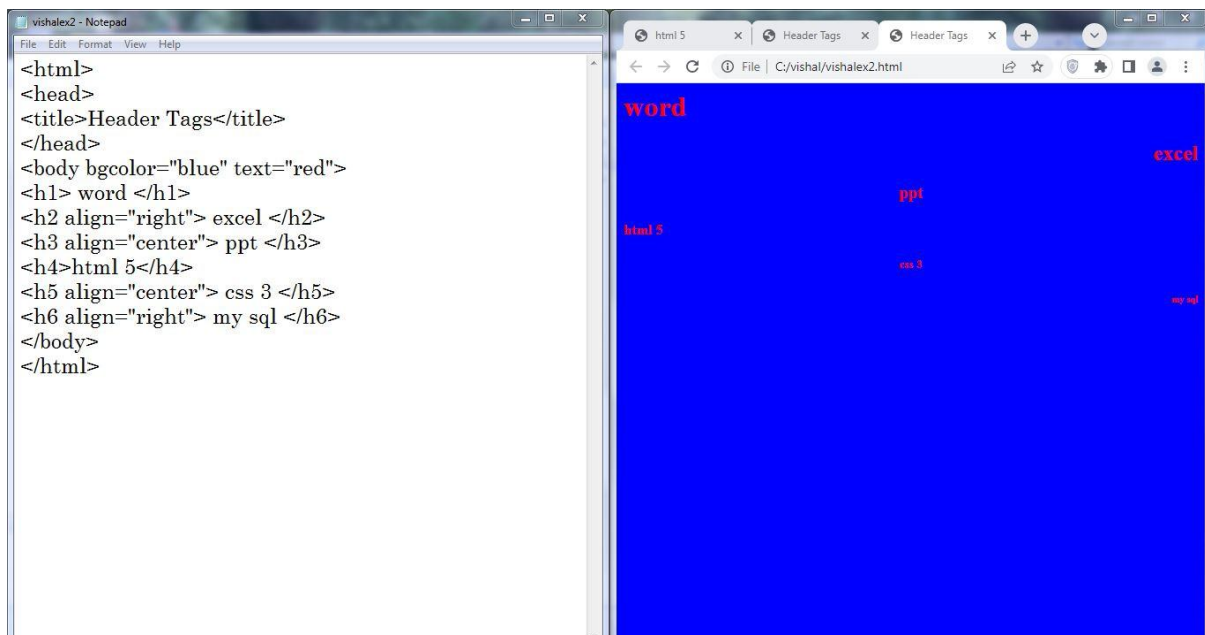 vishalex2 - Notepad
File Edit Format View Help
<html>
<head>
<title>Header Tags</title>
</head>
<body bgcolor="blue" text="red">
<h1> word </h1>
<h2 align="right"> excel </h2>
<h3 align="center"> ppt </h3>
<h4>html 5</h4>
<h5 align="center"> css 3 </h5>
<h6 align="right"> my sql </h6>
</body>
</html>
html 5
Header Tags
Header Tags
File C:/vishal/vishalex2.html
word
excel
ppt
html 5
css 3
my sql